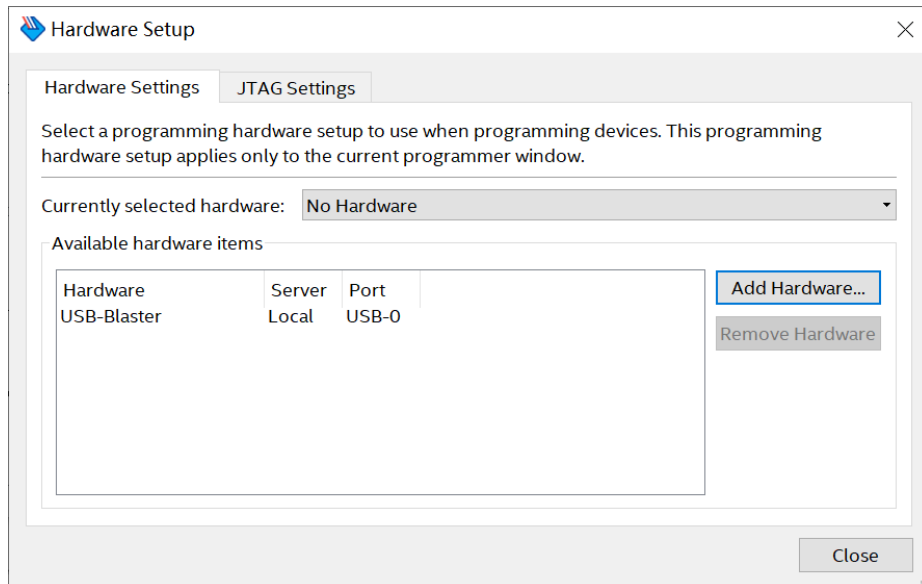 Hardware Setup
Hardware Settings
JTAG Settings
Select a programming hardware setup to use when programming devices. This programming
hardware setup applies only to the current programmer window.
Currently selected hardware: No Hardware
Available hardware items
Hardware Server Port
USB-Blaster Local USB-0
Add Hardware...
Remove Hardware
Close